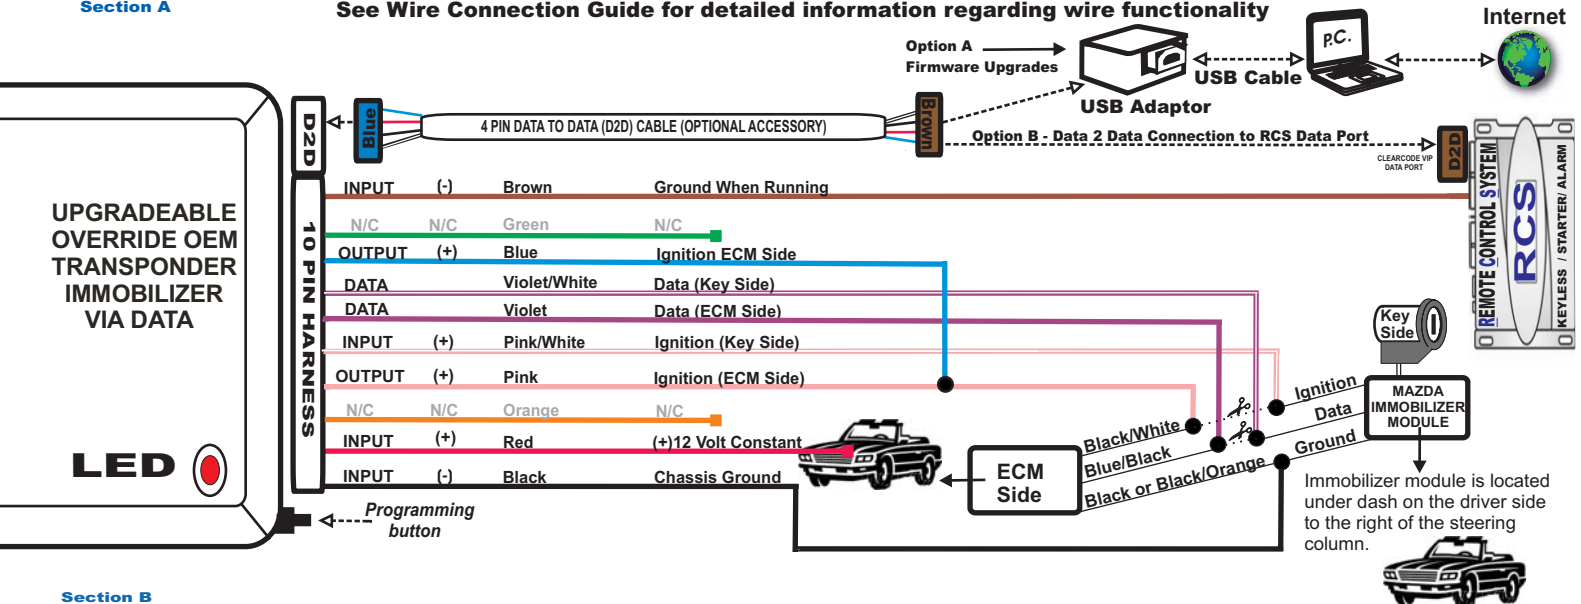 Section A
See Wire Connection Guide for detailed information regarding wire functionality
Internet
Option A
Firmware Upgrades
P.C.
USB Cable
USB Adaptor
D2D
Blue
4 PIN DATA TO DATA (D2D) CABLE (OPTIONAL ACCESSORY)
Brown
Option B - Data 2 Data Connection to RCS Data Port
CLEARCODE VIP
DATA PORT
D2D
REMOTE CONTROL SYSTEM
RCS
KEYLESS / STARTER/ ALARM
UPGRADEABLE
OVERRIDE OEM
TRANSPONDER
IMMOBILIZER
VIA DATA
LED
10 PIN HARNESS
INPUT (-) Brown Ground When Running
N/C N/C Green N/C
OUTPUT (+) Blue Ignition ECM Side
DATA Violet/White Data (Key Side)
DATA Violet Data (ECM Side)
INPUT (+) Pink/White Ignition (Key Side)
OUTPUT (+) Pink Ignition (ECM Side)
N/C N/C Orange N/C
INPUT (+) Red (+)12 Volt Constant
INPUT (-) Black Chassis Ground
Programming
button
Key
Side
Ignition
Data
Ground
MAZDA
IMMOBILIZER
MODULE
Black/White
Blue/Black
Black or Black/Orange
ECM
Side
Immobilizer module is located
under dash on the driver side
to the right of the steering
column.
Section B